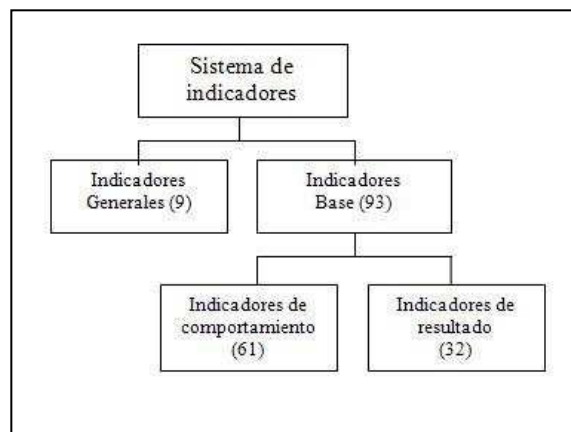 Sistema de
indicadores
Indicadores
Generales (9)
Indicadores
Base (93)
Indicadores de
comportamiento
(61)
Indicadores de
resultado
(32)